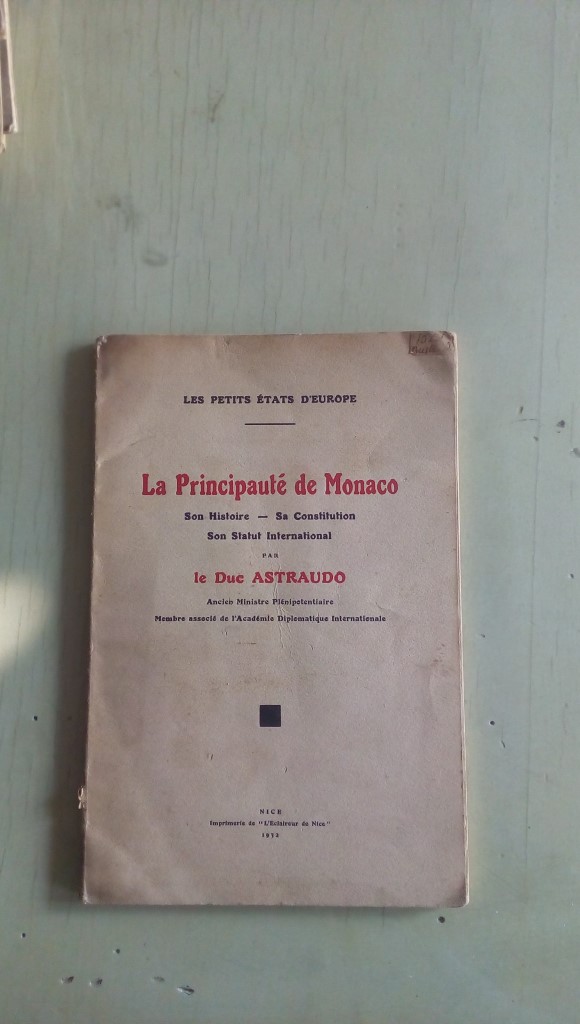 LES PETITS ÉTATS D'EUROPE
La Principauté de Monaco
Son Histoire — Sa Constitution
Son Statut International
PAR
le Duc ASTRAUDO
Ancien Ministre Plénipotentiaire
Membre associé de l'Académie Diplomatique Internationale
NICE
Imprimerie de "L'Eclaireur de Nice"